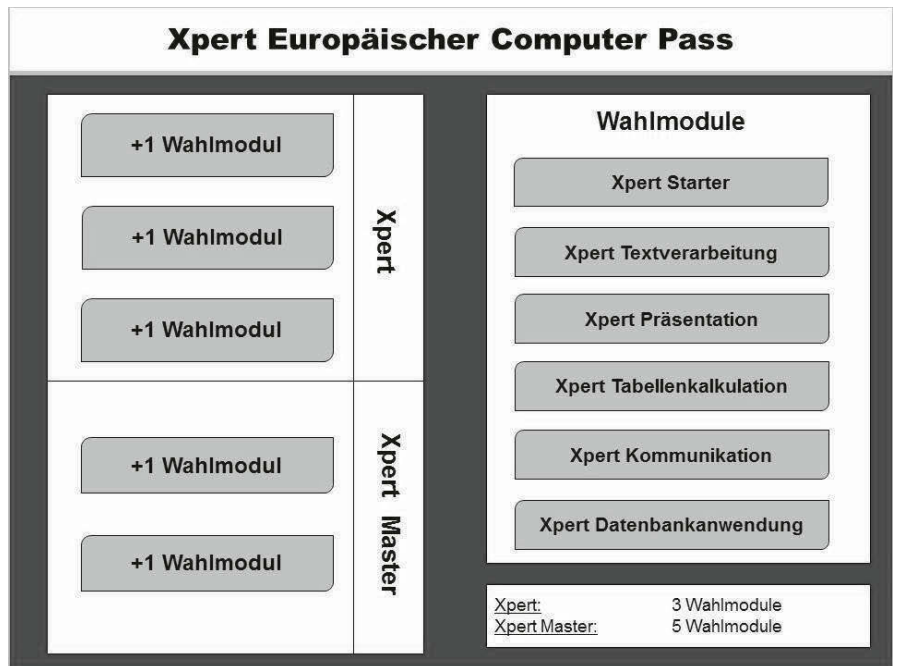 Xpert Europäischer Computer Pass
+1 Wahlmodul
+1 Wahlmodul
+1 Wahlmodul
Xpert
+1 Wahlmodul
+1 Wahlmodul
Xpert Master
Wahlmodule
Xpert Starter
Xpert Textverarbeitung
Xpert Präsentation
Xpert Tabellenkalkulation
Xpert Kommunikation
Xpert Datenbankanwendung
Xpert: 3 Wahlmodule
Xpert Master: 5 Wahlmodule